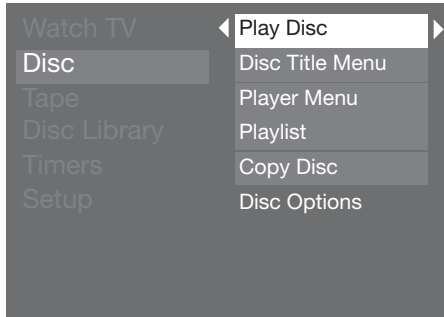 Watch TV
Disc
Tape
Disc Library
Timers
Setup
Play Disc
Disc Title Menu
Player Menu
Playlist
Copy Disc
Disc Options